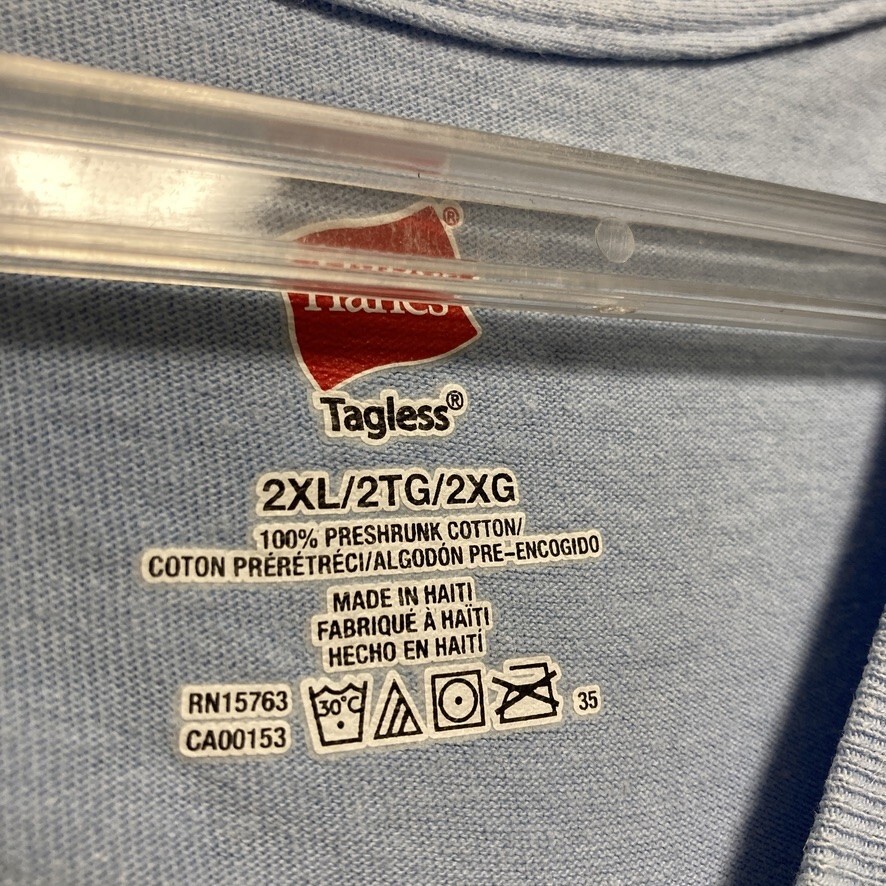 Hanes®
Tagless®
2XL/2TG/2XG
100% PRESHRUNK COTTON/
COTON PRÉRÉTRÉCI/ALGODÓN PRE-ENCOGIDO
MADE IN HAITI
FABRIQUÉ À HAÏTI
HECHO EN HAITÍ
RN15763
CA00153
30°C
35